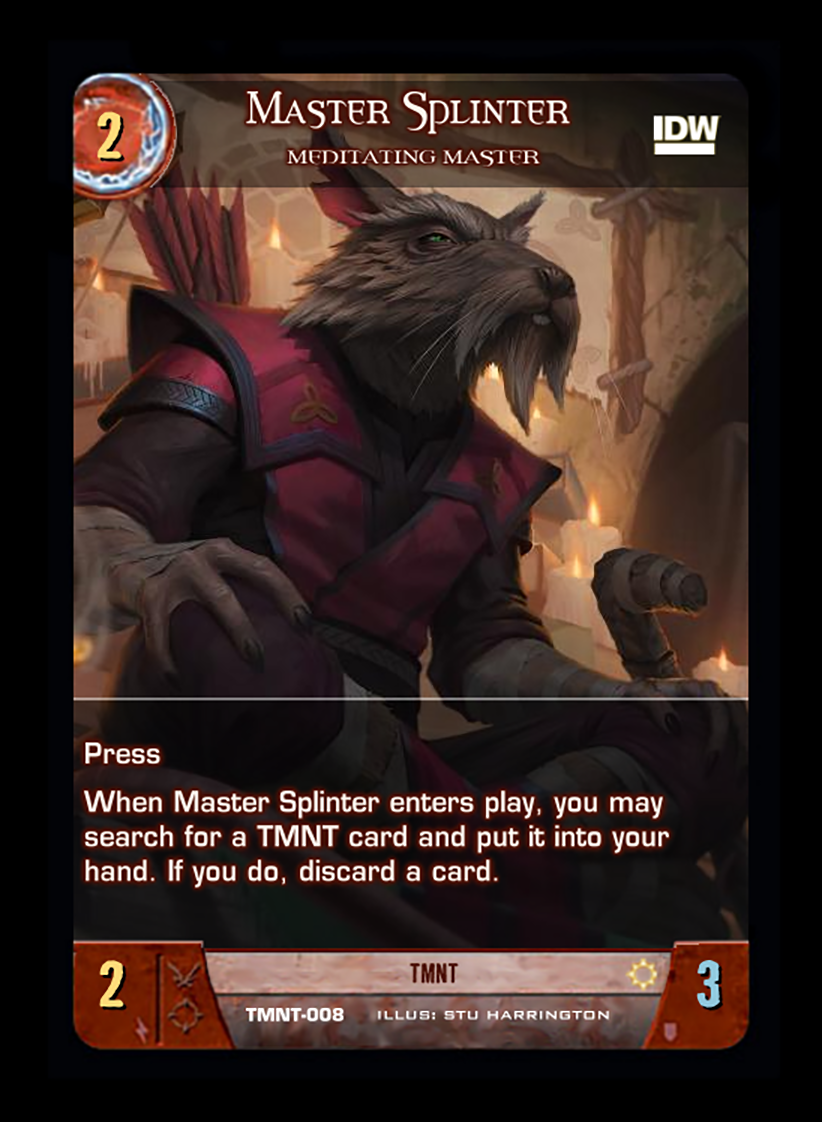 2
Master Splinter
Meditating Master
IDW
Press
When Master Splinter enters play, you may
search for a TMNT card and put it into your
hand. If you do, discard a card.
2
TMNT
3
TMNT-008 ILLUS: STU HARRINGTON